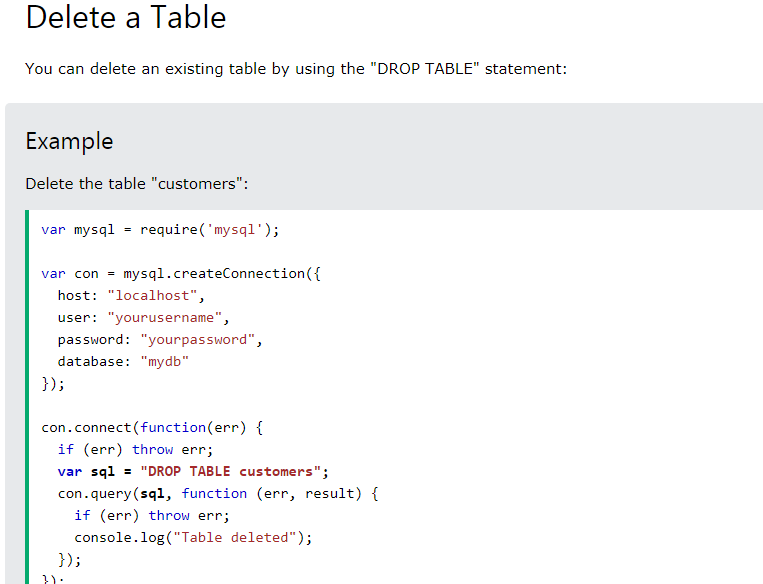 Delete a Table
You can delete an existing table by using the "DROP TABLE" statement:
Example
Delete the table "customers":
var mysql = require('mysql');
var con = mysql.createConnection({
  host: "localhost",
  user: "yourusername",
  password: "yourpassword",
  database: "mydb"
});
con.connect(function(err) {
  if (err) throw err;
  var sql = "DROP TABLE customers";
  con.query(sql, function (err, result) {
    if (err) throw err;
    console.log("Table deleted");
  });
});